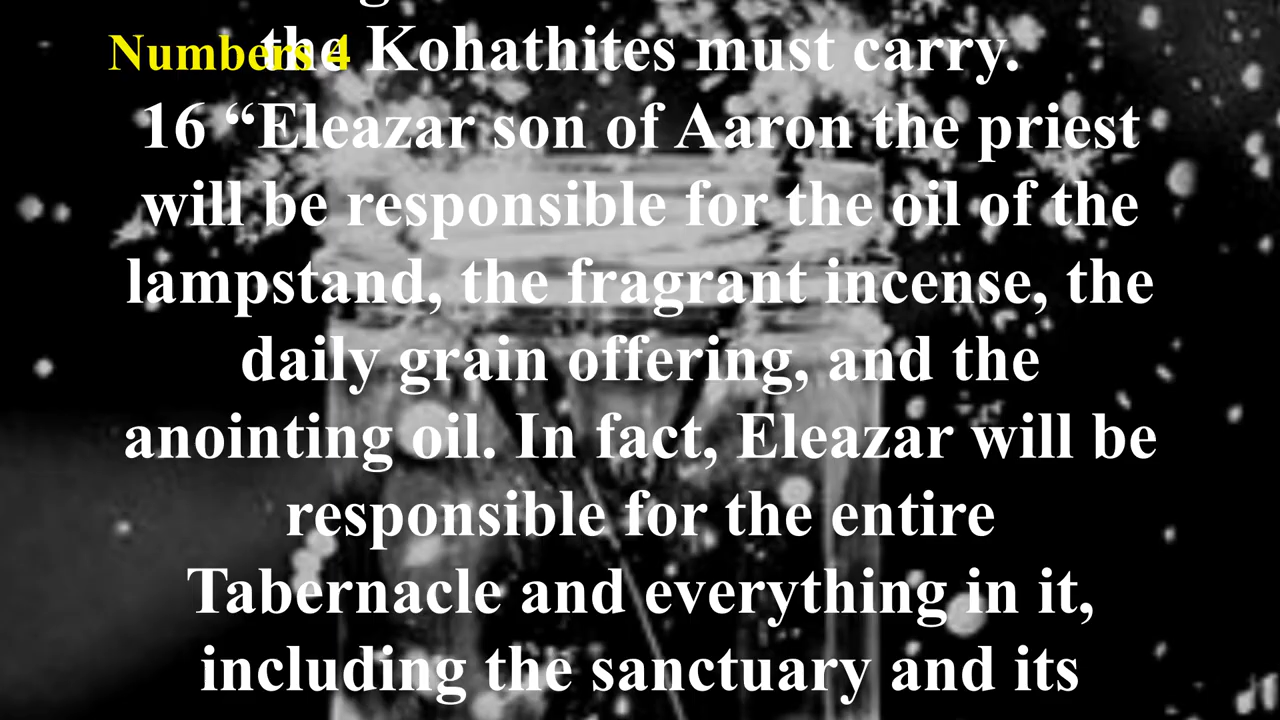 Numbers 4
the Kohathites must carry.
16 “Eleazar son of Aaron the priest
will be responsible for the oil of the
lampstand, the fragrant incense, the
daily grain offering, and the
anointing oil. In fact, Eleazar will be
responsible for the entire
Tabernacle and everything in it,
including the sanctuary and its